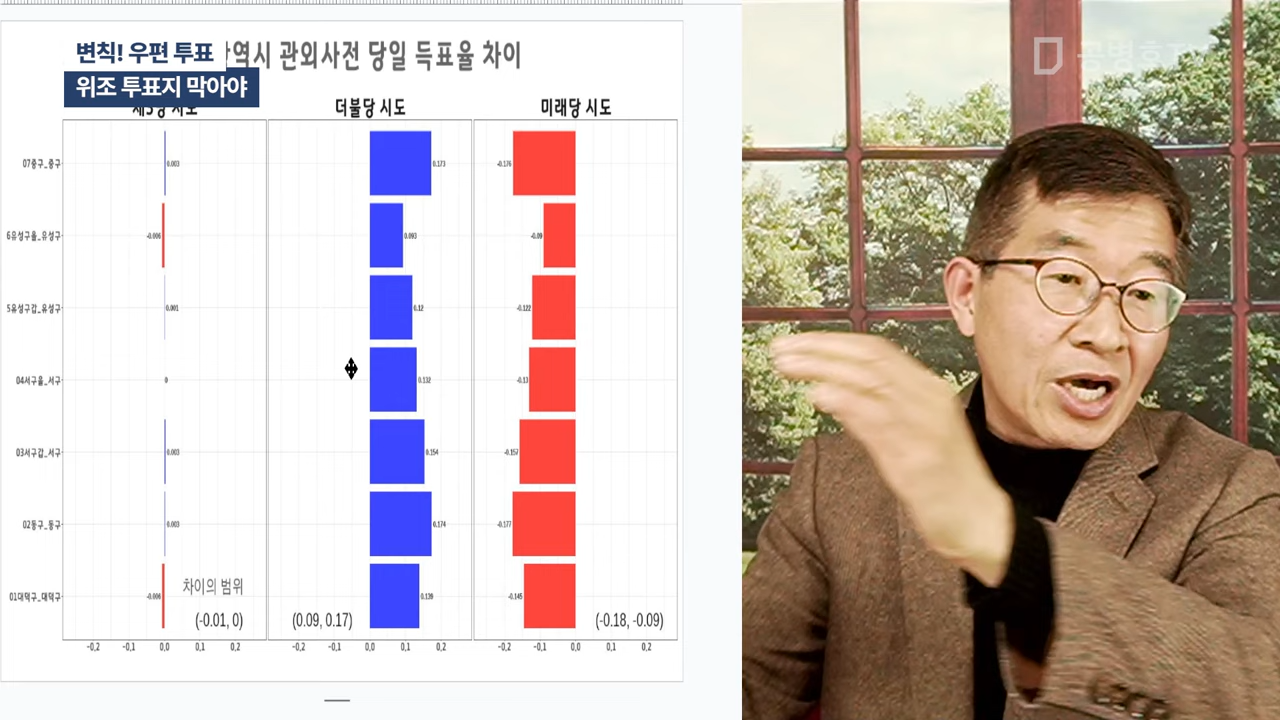 변칙! 우편 투표
위조 투표지 막아야
역시 관외사전 당일 득표율 차이
더불당 시도
미래당 시도
07중구_중구
0.003
0.173
-0.176
6유성구을_유성구
-0.006
0.093
-0.09
5유성구갑_유성구
0.001
0.12
-0.122
04서구을_서구
0
0.132
-0.13
03서구갑_서구
0.003
0.154
-0.157
02동구_동구
0.003
0.174
-0.177
01대덕구_대덕구
-0.006
0.139
-0.145
차이의 범위
(-0.01, 0)
(0.09, 0.17)
(-0.18, -0.09)
-0,2 -0,1 0,0 0,1 0,2
-0,2 -0,1 0,0 0,1 0,2
-0,2 -0,1 0,0 0,1 0,2